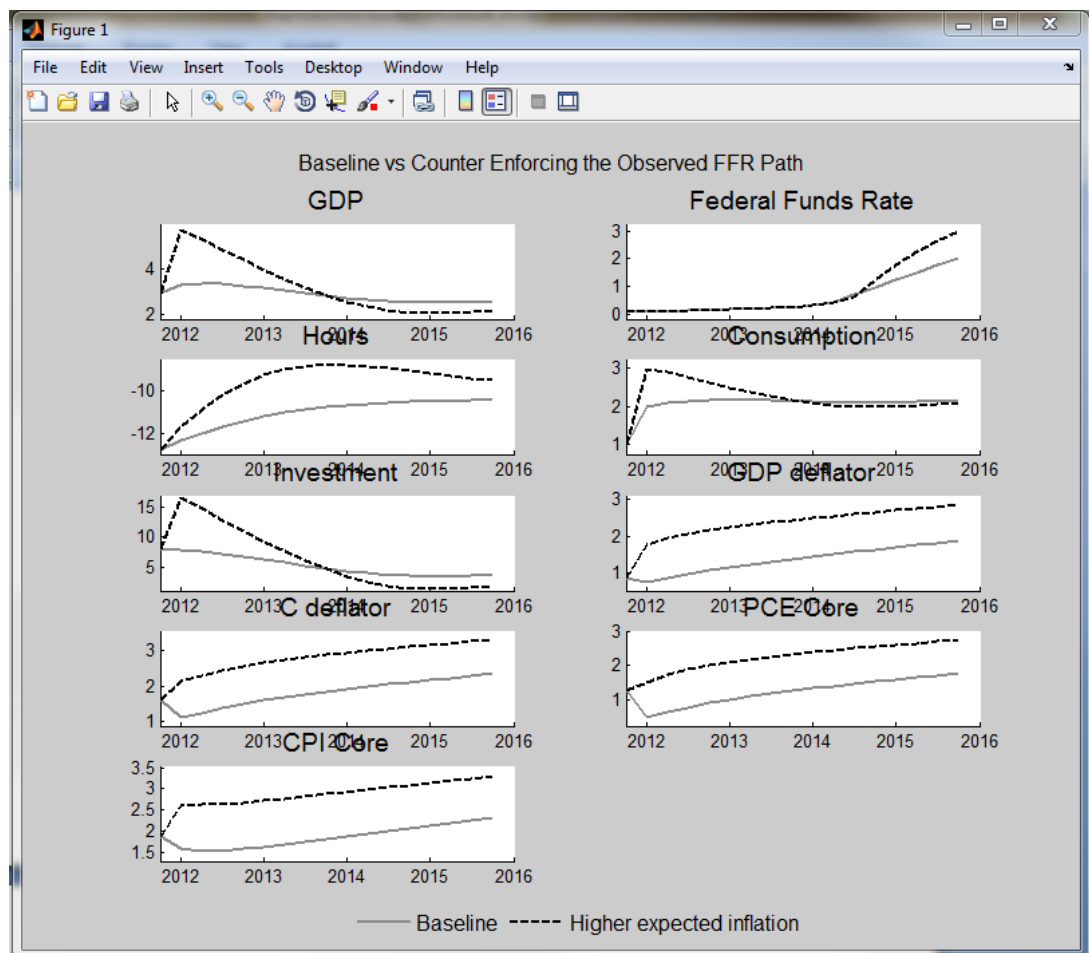 Figure 1
File Edit View Insert Tools Desktop Window Help
Baseline vs Counter Enforcing the Observed FFR Path
GDP
4
2
2012 2013 2014 2015 2016
Federal Funds Rate
3
2
1
0
2012 2013 2014 2015 2016
Hours
-10
-12
2012 2013 2014 2015 2016
Consumption
3
2
1
2012 2013 2014 2015 2016
Investment
15
10
5
2012 2013 2014 2015 2016
GDP deflator
3
2
1
2012 2013 2014 2015 2016
C deflator
3
2
1
2012 2013 2014 2015 2016
PCE Core
3
2
1
2012 2013 2014 2015 2016
CPI Core
3.5
3
2.5
2
1.5
2012 2013 2014 2015 2016
Baseline Higher expected inflation